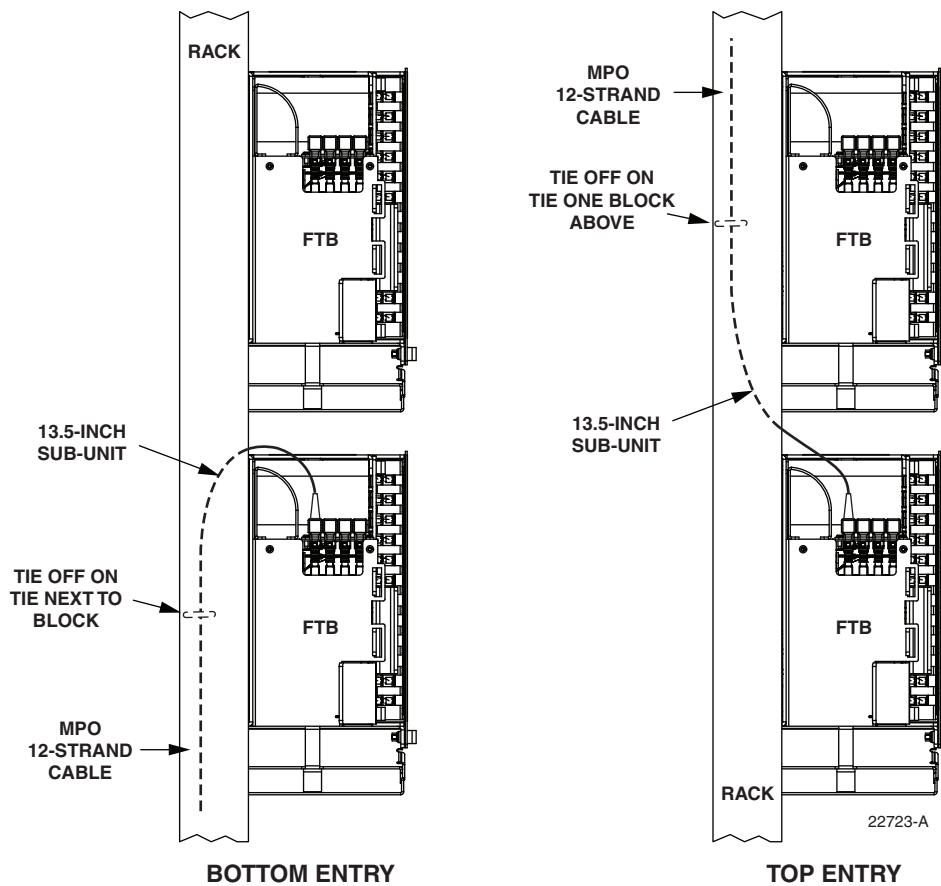 RACK
FTB
13.5-INCH
SUB-UNIT
TIE OFF ON
TIE NEXT TO
BLOCK
FTB
MPO
12-STRAND
CABLE
BOTTOM ENTRY
MPO
12-STRAND
CABLE
TIE OFF ON
TIE ONE BLOCK
ABOVE
FTB
13.5-INCH
SUB-UNIT
FTB
RACK
22723-A
TOP ENTRY